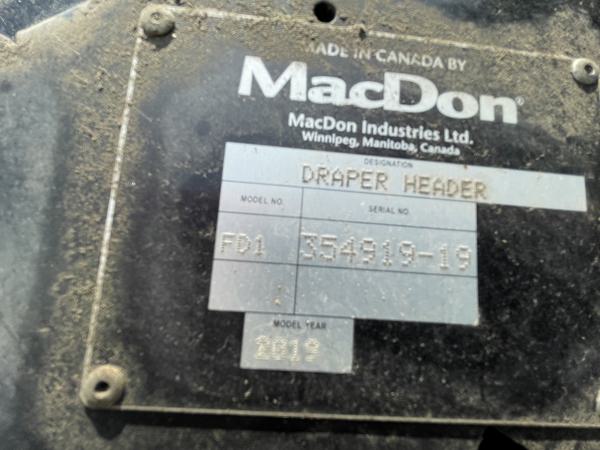 MADE IN CANADA BY
MacDon®
MacDon Industries Ltd.
Winnipeg, Manitoba, Canada
DESIGNATION
DRAPER HEADER
MODEL NO.
SERIAL NO.
FD1
354919-19
MODEL YEAR
2019